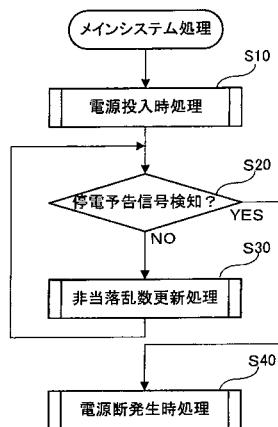 メインシステム処理
S10
電源投入時処理
S20
停電予告信号検知?
YES
NO
S30
非当落乱数更新処理
S40
電源断発生時処理